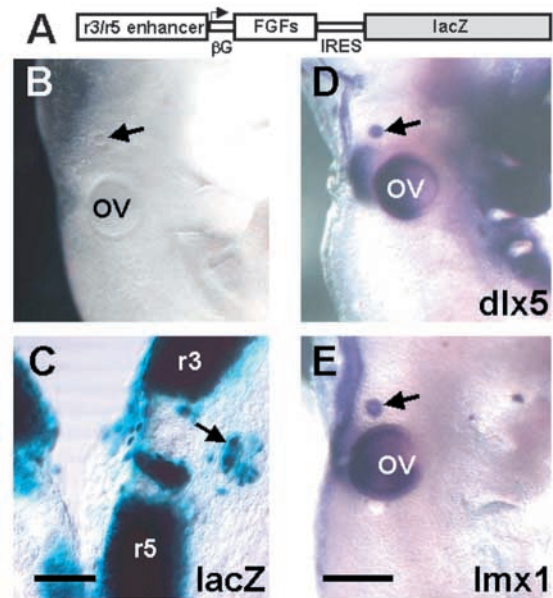 A
r3/r5 enhancer
FGFs
lacZ
βG
IRES
B
OV
D
OV
dlx5
C
r3
r5
lacZ
E
OV
lmx1